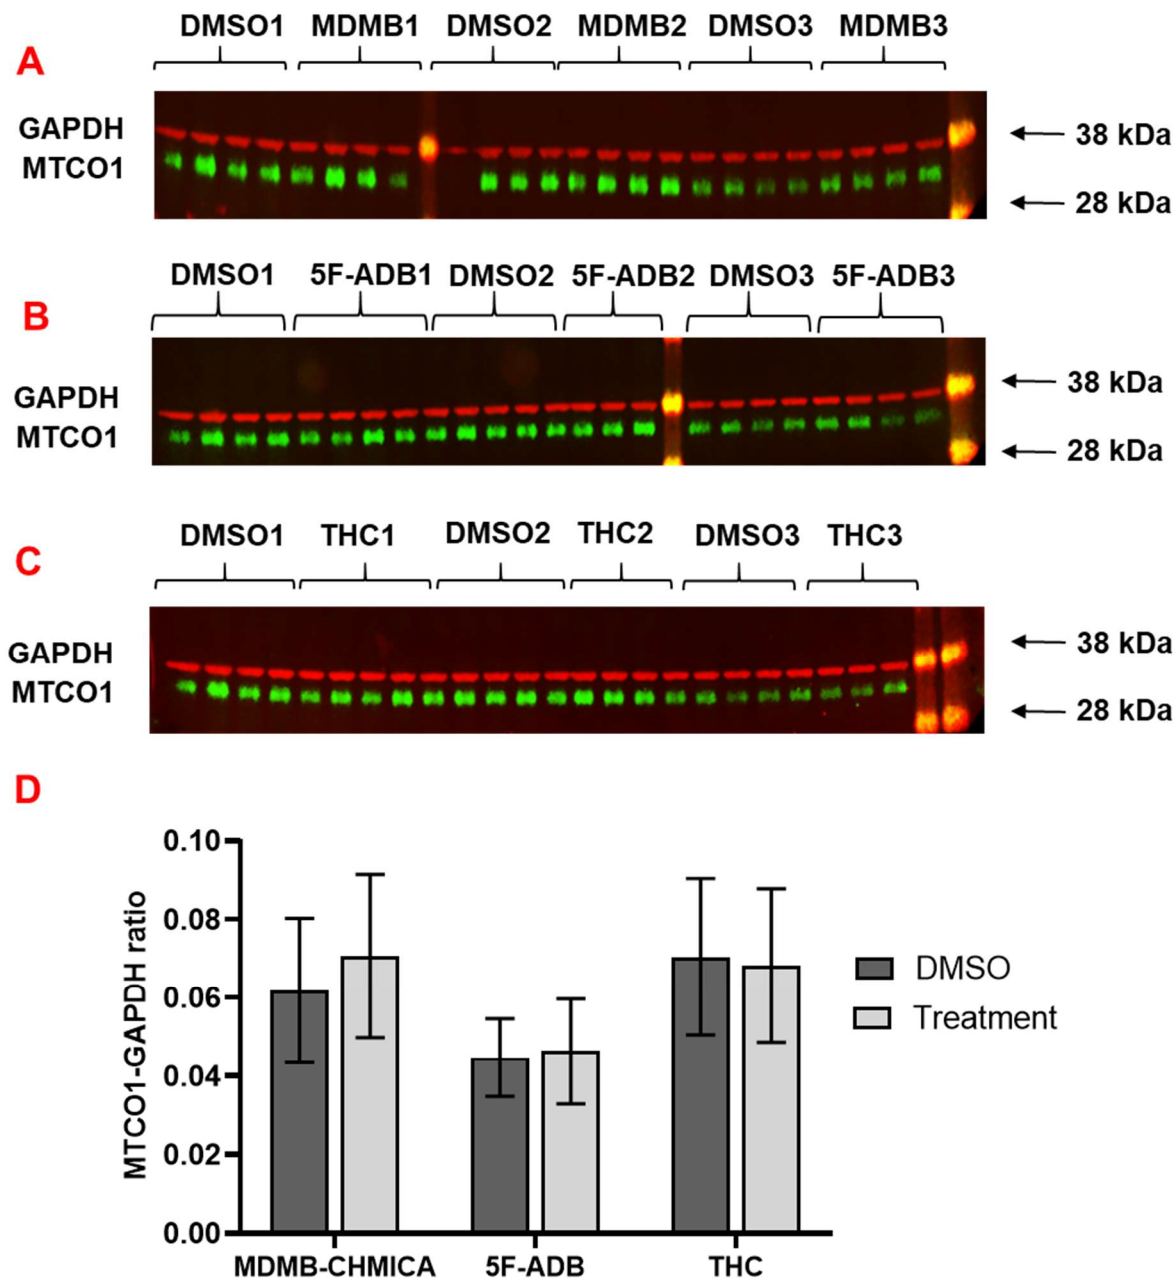 DMSO1 MDMB1 DMSO2 MDMB2 DMSO3 MDMB3
A
GAPDH
MTCO1
38 kDa
28 kDa
DMSO1 5F-ADB1 DMSO2 5F-ADB2 DMSO3 5F-ADB3
B
GAPDH
MTCO1
38 kDa
28 kDa
DMSO1 THC1 DMSO2 THC2 DMSO3 THC3
C
GAPDH
MTCO1
38 kDa
28 kDa
D
MTCO1-GAPDH ratio
0.10
0.08
0.06
0.04
0.02
0.00
DMSO
Treatment
MDMB-CHMICA 5F-ADB THC